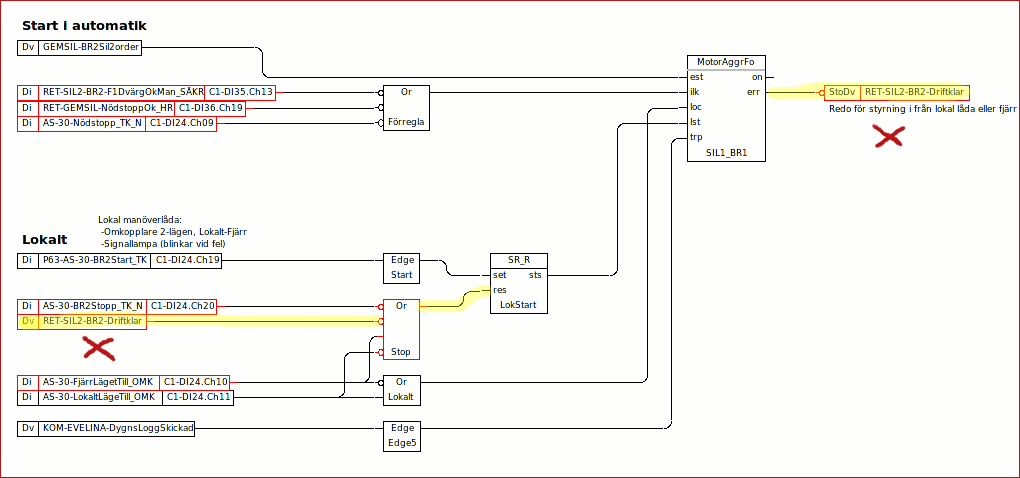 Start i automatik
Dv GEMSIL-BR2Sil2order
MotorAggrFo
est on
Di RET-SIL2-BR2-F1DvärgOkMan_SÄKR C1-DI35.Ch13
Or
ilk err
StoDv RET-SIL2-BR2-Driftklar
Di RET-GEMSIL-NödstoppOk_HR C1-DI36.Ch19
loc
Redo för styrning i från lokal låda eller fjärr
Di AS-30-Nödstopp_TK_N C1-DI24.Ch09
Förregla
lst
trp
SIL1_BR1
Lokal manöverlåda:
-Omkopplare 2-lägen, Lokalt-Fjärr
Lokalt
-Signallampa (blinkar vid fel)
Di P63-AS-30-BR2Start_TK C1-DI24.Ch19
Edge
Start
SR_R
set sts
res
LokStart
Di AS-30-BR2Stopp_TK_N C1-DI24.Ch20
Or
Dv RET-SIL2-BR2-Driftklar
Stop
Di AS-30-FjärrLägetTill_OMK C1-DI24.Ch10
Or
Di AS-30-LokaltLägeTill_OMK C1-DI24.Ch11
Lokalt
Dv KOM-EVELINA-DygnsLoggSkickad
Edge
Edge5